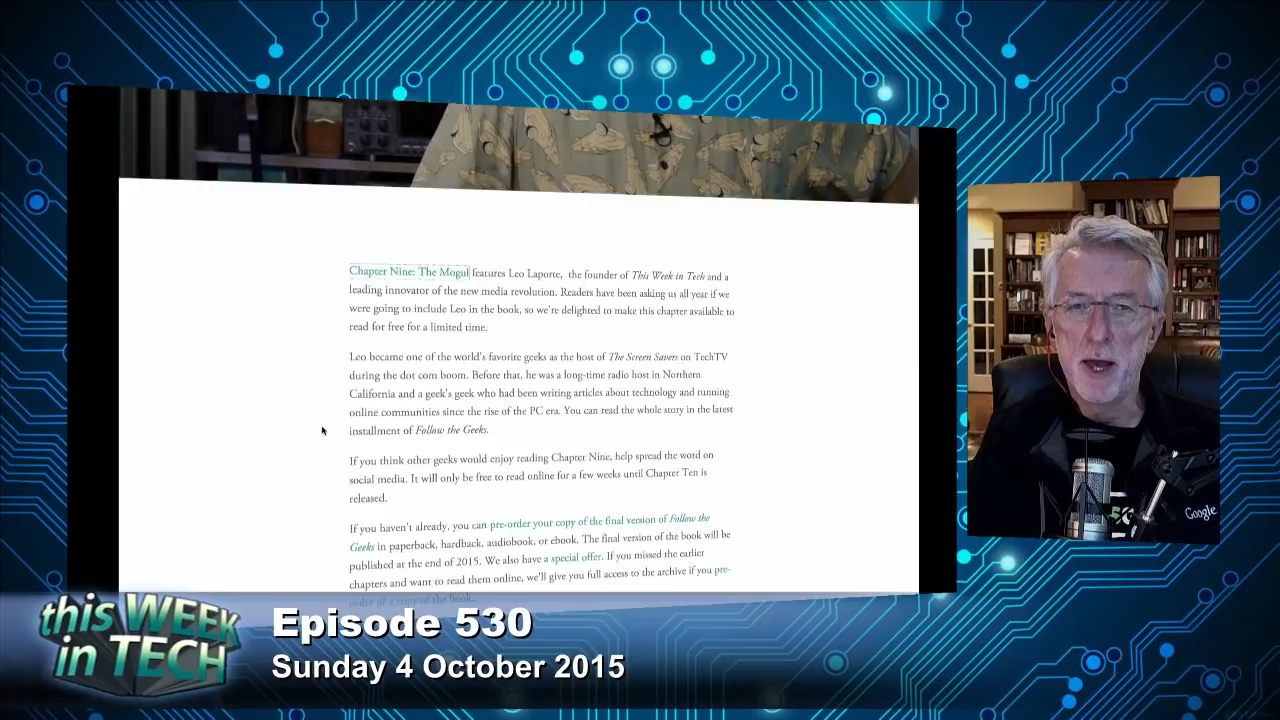 Chapter Nine: The Mogul features Leo Laporte, the founder of This Week in Tech and a
leading innovator of the new media revolution. Readers have been asking us all year if we
were going to include Leo in the book, so we're delighted to make this chapter available to
read for free for a limited time.
Leo became one of the world's favorite geeks as the host of The Screen Savers on TechTV
during the dot com boom. Before that, he was a long-time radio host in Northern
California and a geek's geek who had been writing articles about technology and running
online communities since the rise of the PC era. You can read the whole story in the latest
installment of Follow the Geeks.
If you think other geeks would enjoy reading Chapter Nine, help spread the word on
social media. It will only be free to read online for a few weeks until Chapter Ten is
released.
If you haven't already, you can pre-order your copy of the final version of Follow the
Geeks in paperback, hardback, audiobook, or ebook. The final version of the book will be
published at the end of 2015. We also have a special offer. If you missed the earlier
chapters and want to read them online, we'll give you full access to the archive if you pre-
order of a copy of the book.
Google
this WEEK
in TECH
Episode 530
Sunday 4 October 2015